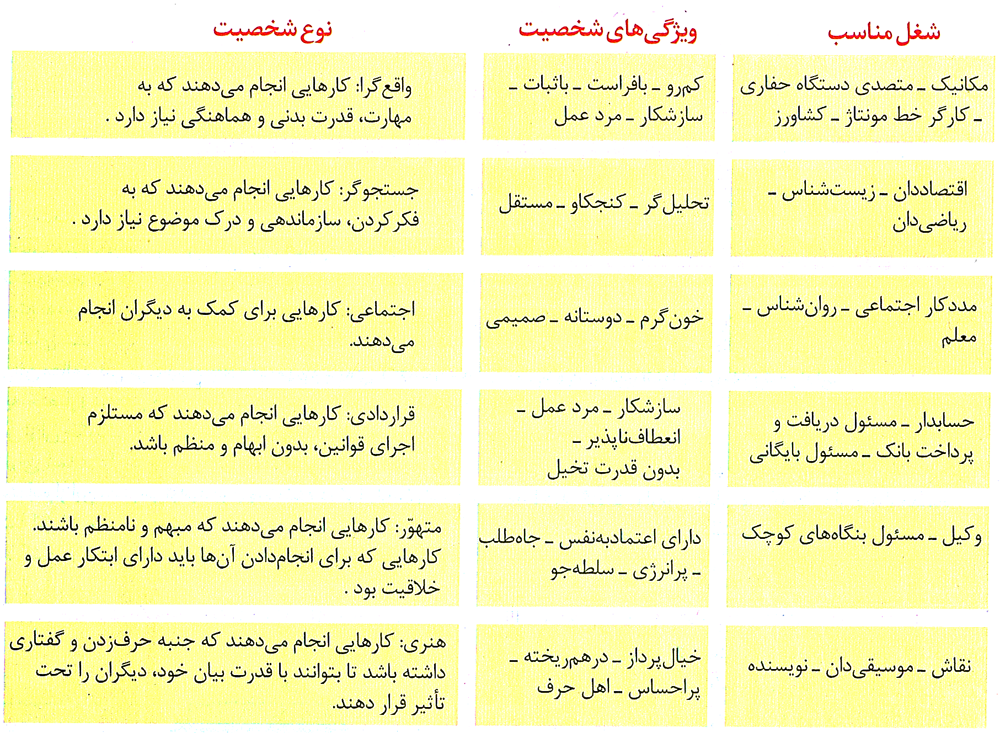 شغل مناسب
ویژگی‌های شخصیت
نوع شخصیت
مکانیک ـ متصدی دستگاه حفاری
ـ کارگر خط مونتاژ ـ کشاورز
کم‌رو ـ بافراست ـ باثبات ـ
سازشکار ـ مرد عمل
واقع‌گرا: کارهایی انجام می‌دهند که به
مهارت، قدرت بدنی و هماهنگی نیاز دارد .
اقتصاددان ـ زیست‌شناس ـ
ریاضی‌دان
تحلیل‌گر ـ کنجکاو ـ مستقل
جستجوگر: کارهایی انجام می‌دهند که به
فکرکردن، سازماندهی و درک موضوع نیاز دارد .
مددکار اجتماعی ـ روان‌شناس ـ
معلم
خون‌گرم ـ دوستانه ـ صمیمی
اجتماعی: کارهایی برای کمک به دیگران انجام
می‌دهند.
حسابدار ـ مسئول دریافت و
پرداخت بانک ـ مسئول بایگانی
سازشکار ـ مرد عمل ـ
انعطاف‌ناپذیر ـ
بدون قدرت تخیل
قراردادی: کارهایی انجام می‌دهند که مستلزم
اجرای قوانین، بدون ابهام و منظم باشد.
وکیل ـ مسئول بنگاه‌های کوچک
دارای اعتمادبه‌نفس ـ جاه‌طلب
ـ پرانرژی ـ سلطه‌جو
متهوّر: کارهایی انجام می‌دهند که مبهم و نامنظم باشند.
کارهایی که برای انجام‌دادن آن‌ها باید دارای ابتکار عمل و
خلاقیت بود .
نقاش ـ موسیقی‌دان ـ نویسنده
خیال‌پرداز ـ درهم‌ریخته ـ
پراحساس ـ اهل حرف
هنری: کارهایی انجام می‌دهند که جنبه حرف‌زدن و گفتاری
داشته باشد تا بتوانند با قدرت بیان خود، دیگران را تحت
تأثیر قرار دهند.